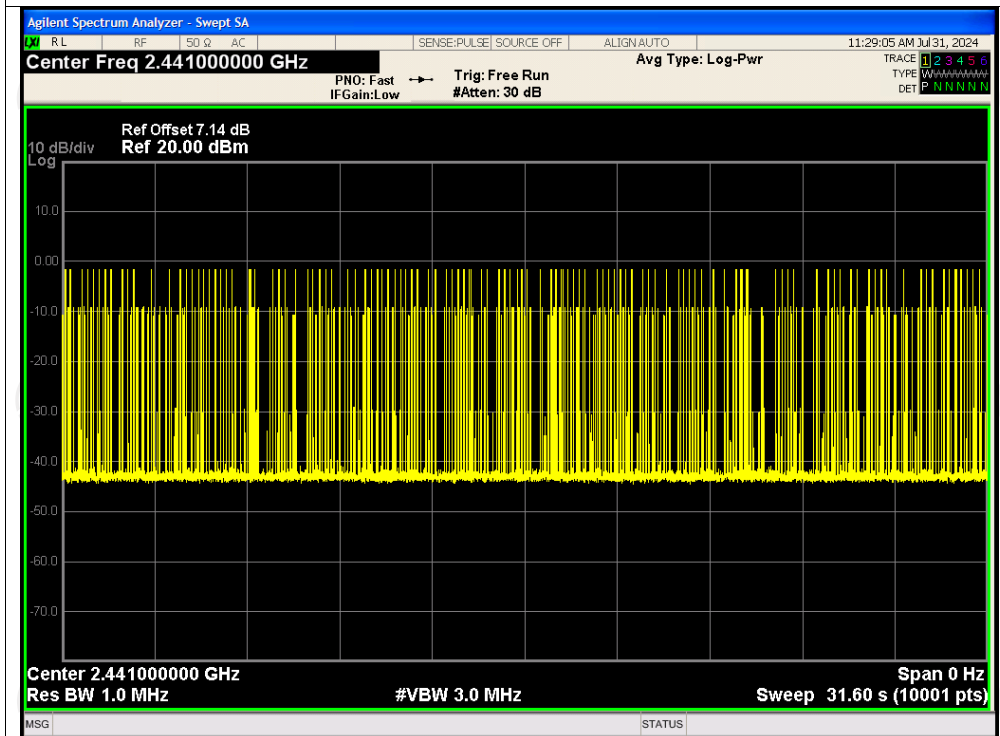 Agilent Spectrum Analyzer - Swept SA
LXI RL RF 50 Ω AC SENSE:PULSE SOURCE OFF ALIGN AUTO 11:29:05 AM Jul 31, 2024
Center Freq 2.441000000 GHz Avg Type: Log-Pwr TRACE 1 2 3 4 5 6
PNO: Fast Trig: Free Run TYPE W
IFGain:Low #Atten: 30 dB DET P N N N N N
Ref Offset 7.14 dB
10 dB/div Ref 20.00 dBm
Log
10.0
0.00
-10.0
-20.0
-30.0
-40.0
-50.0
-60.0
-70.0
Center 2.441000000 GHz Span 0 Hz
Res BW 1.0 MHz #VBW 3.0 MHz Sweep 31.60 s (10001 pts)
MSG STATUS